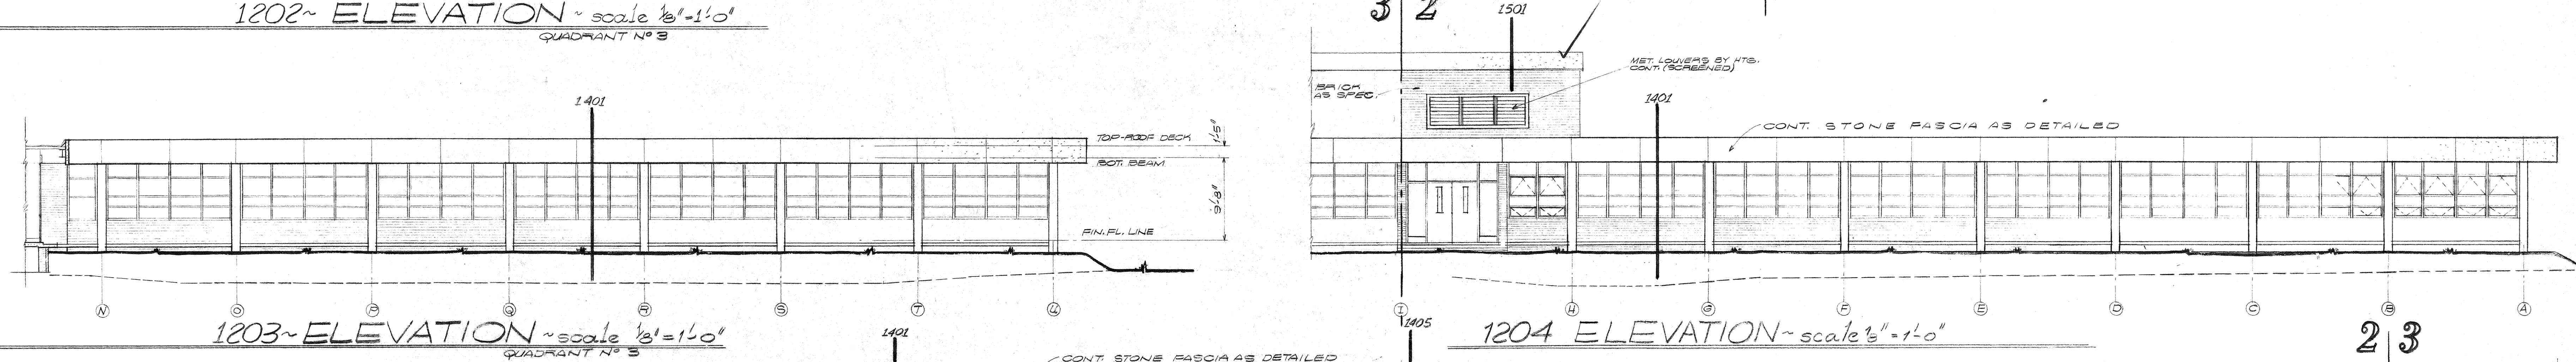 1202~ ELEVATION ~ scale 1/8"=1'-0"
QUADRANT Nº 3
3 2
1501
MET. LOUVERS BY HTG.
CONT. (SCREENED)
BRICK
AS SPEC.
1401
1401
TOP-ROOF DECK
1'-5"
CONT. STONE FASCIA AS DETAILED
BOT. BEAM
9'-8"
FIN. FL. LINE
N O P Q R S T U
I H G F E D C B A
1203~ ELEVATION ~ scale 1/8"=1'-0"
QUADRANT Nº 3
1401
1405
1204 ELEVATION ~ scale 1/8"=1'-0"
2 3
CONT. STONE FASCIA AS DETAILED